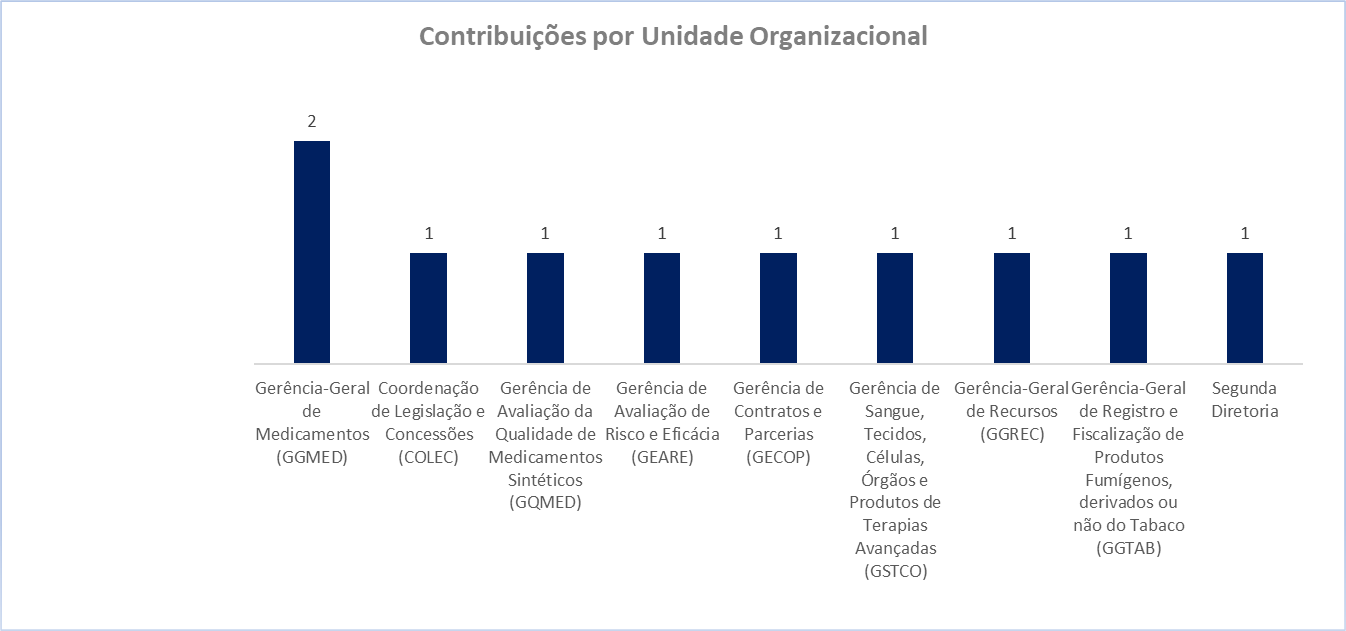 Contribuições por Unidade Organizacional
2
1
1
1
1
1
1
1
1
Gerência-Geral
de
Medicamentos
(GGMED)
Coordenação
de Legislação e
Concessões
(COLEC)
Gerência de
Avaliação da
Qualidade de
Medicamentos
Sintéticos
(GQMED)
Gerência de
Avaliação de
Risco e Eficácia
(GEARE)
Gerência de
Contratos e
Parcerias
(GECOP)
Gerência de
Sangue,
Tecidos,
Células,
Órgãos e
Produtos de
Terapias
Avançadas
(GSTCO)
Gerência-Geral
de Recursos
(GGREC)
Gerência-Geral
de Registro e
Fiscalização de
Produtos
Fumígenos,
derivados ou
não do Tabaco
(GGTAB)
Segunda
Diretoria